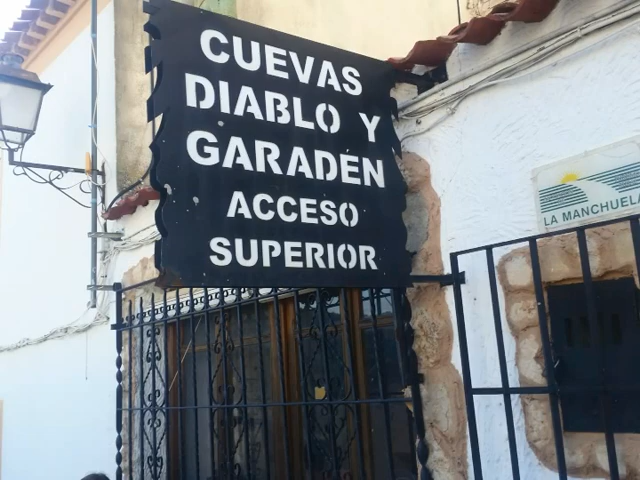 CUEVAS
DIABLO Y
GARADÉN
ACCESO
SUPERIOR
LA MANCHUELA